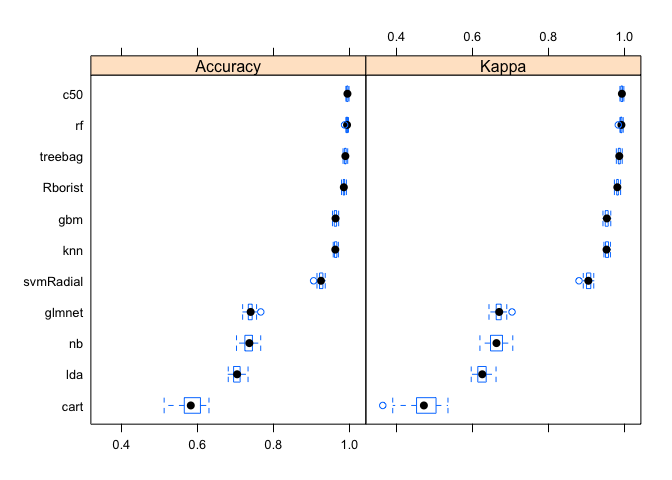 0.4 0.6 0.8 1.0
Accuracy Kappa
c50
rf
treebag
Rborist
gbm
knn
svmRadial
glmnet
nb
lda
cart
0.4 0.6 0.8 1.0